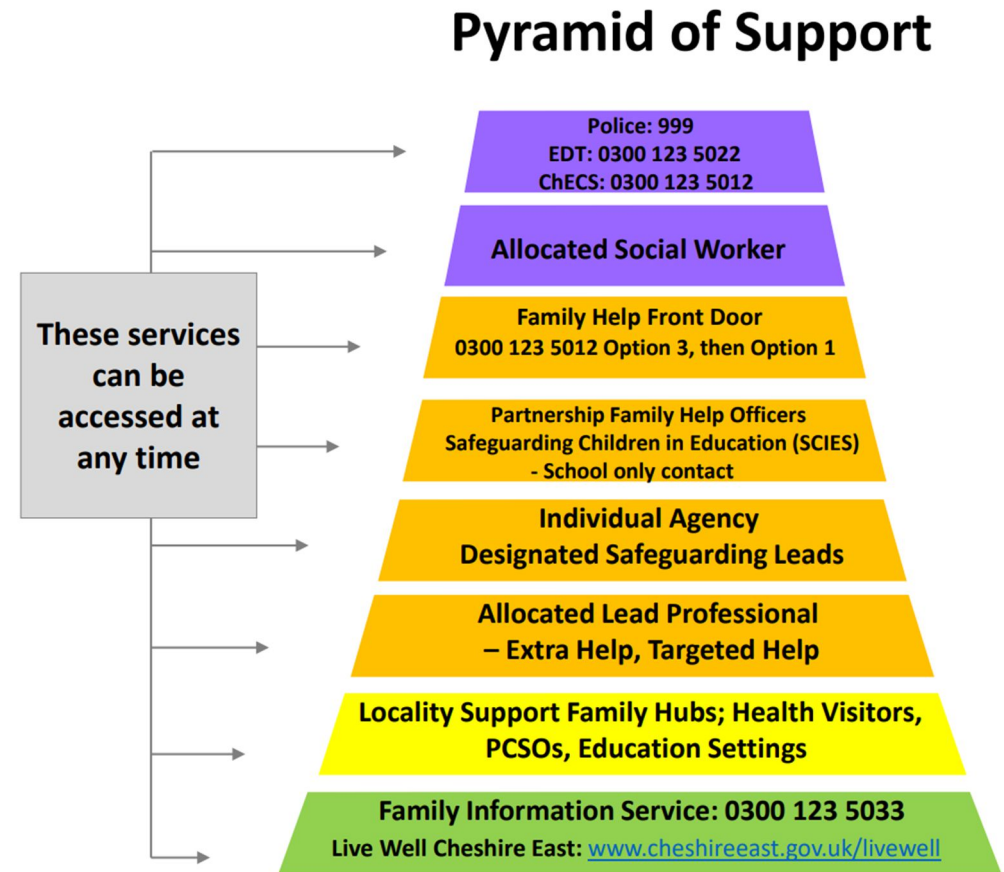 Pyramid of Support
Police: 999
EDT: 0300 123 5022
ChECS: 0300 123 5012
Allocated Social Worker
Family Help Front Door
0300 123 5012 Option 3, then Option 1
These services
can be
accessed at
any time
Partnership Family Help Officers
Safeguarding Children in Education (SCIES)
- School only contact
Individual Agency
Designated Safeguarding Leads
Allocated Lead Professional
– Extra Help, Targeted Help
Locality Support Family Hubs; Health Visitors,
PCSOs, Education Settings
Family Information Service: 0300 123 5033
Live Well Cheshire East: www.cheshireeast.gov.uk/livewell